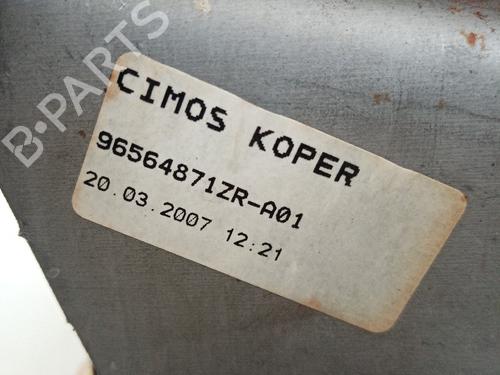 B-PARTS
CIMOS KOPER
96564871ZR-A01
20.03.2007 12:21